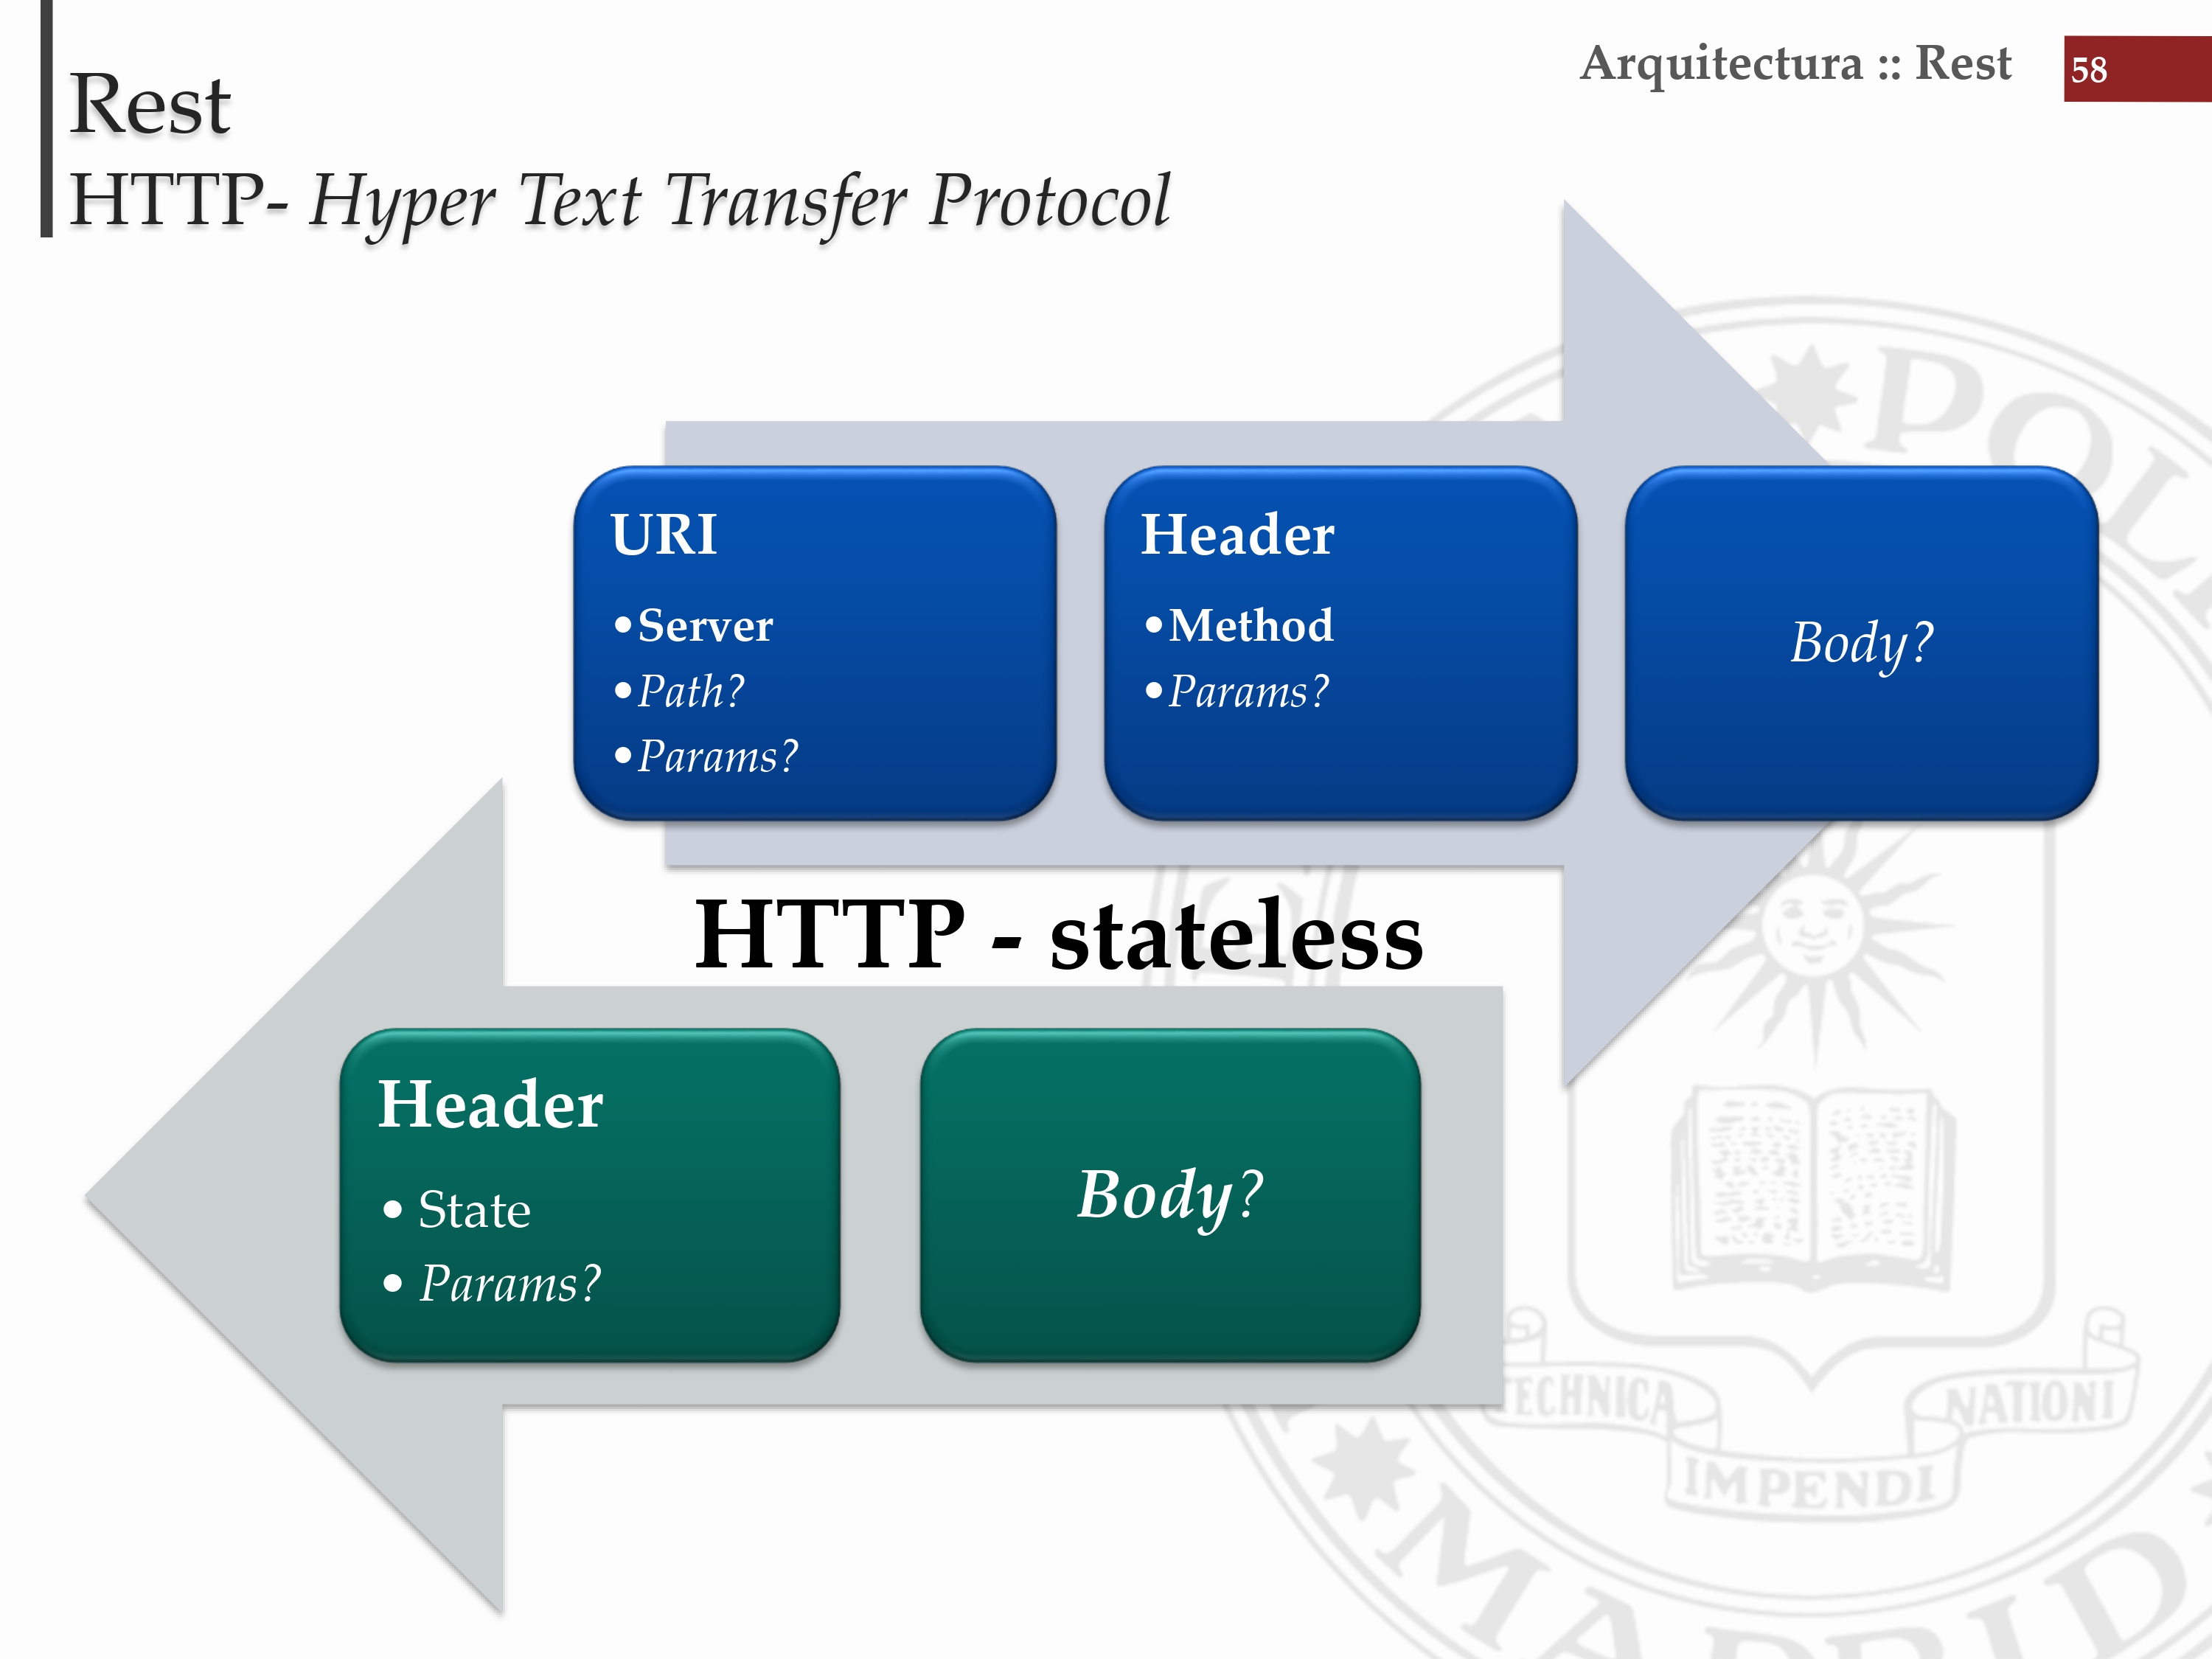 Arquitectura :: Rest
58
Rest
HTTP- Hyper Text Transfer Protocol
URI
•Server
•Path?
•Params?
Header
•Method
•Params?
Body?
HTTP - stateless
Header
• State
• Params?
Body?
TECHNICA
IMPENDI
NATIONI
MADRID